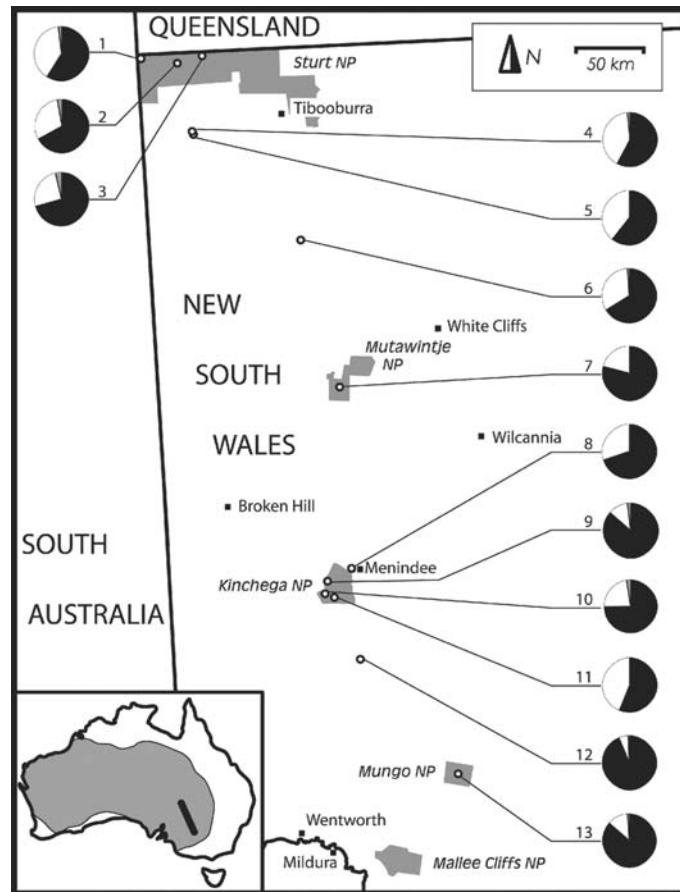 QUEENSLAND
1
Sturt NP
N
50 km
2
Tibooburra
3
4
5
6
NEW
White Cliffs
Mutawintje
NP
7
SOUTH
8
WALES
Wilcannia
Broken Hill
9
SOUTH
Menindee
Kinchega NP
10
AUSTRALIA
11
12
Mungo NP
13
Wentworth
Mildura
Mallee Cliffs NP